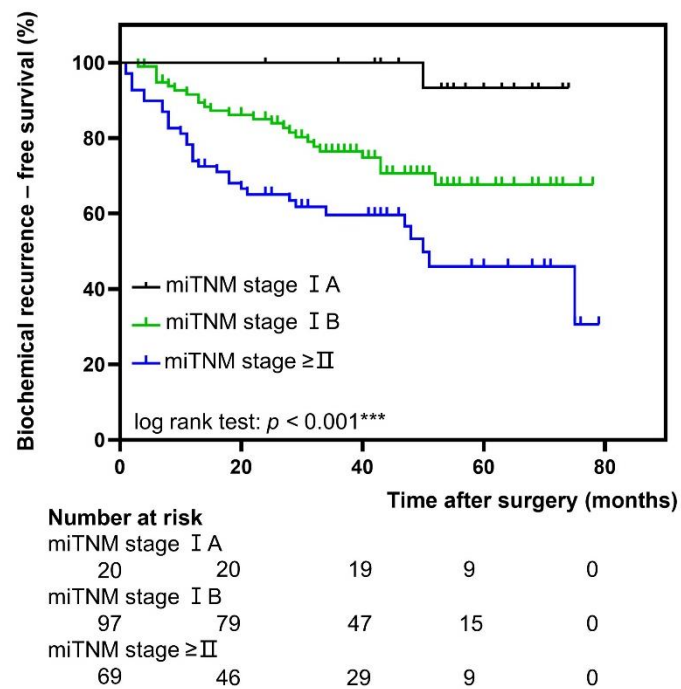 Biochemical recurrence – free survival (%)
100
80
60
40
20
0
miTNM stage Ⅰ A
miTNM stage Ⅰ B
miTNM stage ≥Ⅱ
log rank test: p < 0.001***
0 20 40 60 80
Time after surgery (months)
Number at risk
miTNM stage Ⅰ A
20 20 19 9 0
miTNM stage Ⅰ B
97 79 47 15 0
miTNM stage ≥Ⅱ
69 46 29 9 0